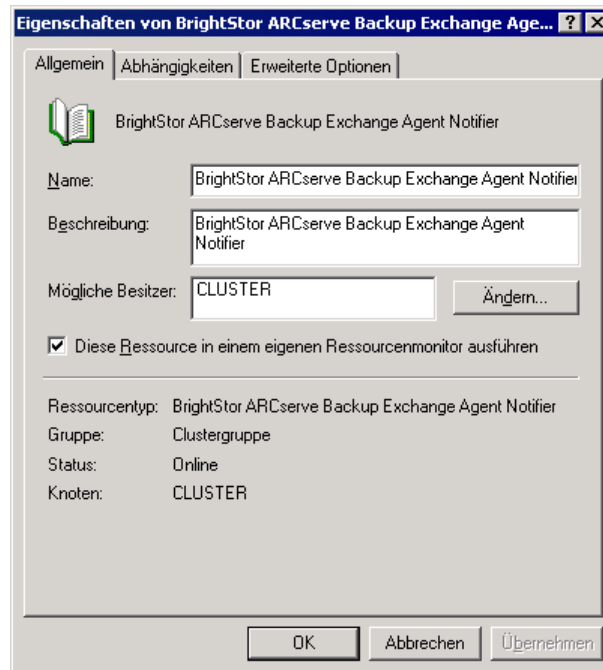 Eigenschaften von BrightStor ARCserve Backup Exchange Age... ? X
Allgemein Abhängigkeiten Erweiterte Optionen
BrightStor ARCserve Backup Exchange Agent Notifier
Name: BrightStor ARCserve Backup Exchange Agent Notifier
Beschreibung: BrightStor ARCserve Backup Exchange Agent
Notifier
Mögliche Besitzer: CLUSTER Ändern...
Diese Ressource in einem eigenen Ressourcenmonitor ausführen
Ressourcentyp: BrightStor ARCserve Backup Exchange Agent Notifier
Gruppe: Clustergruppe
Status: Online
Knoten: CLUSTER
OK Abbrechen Übernehmen